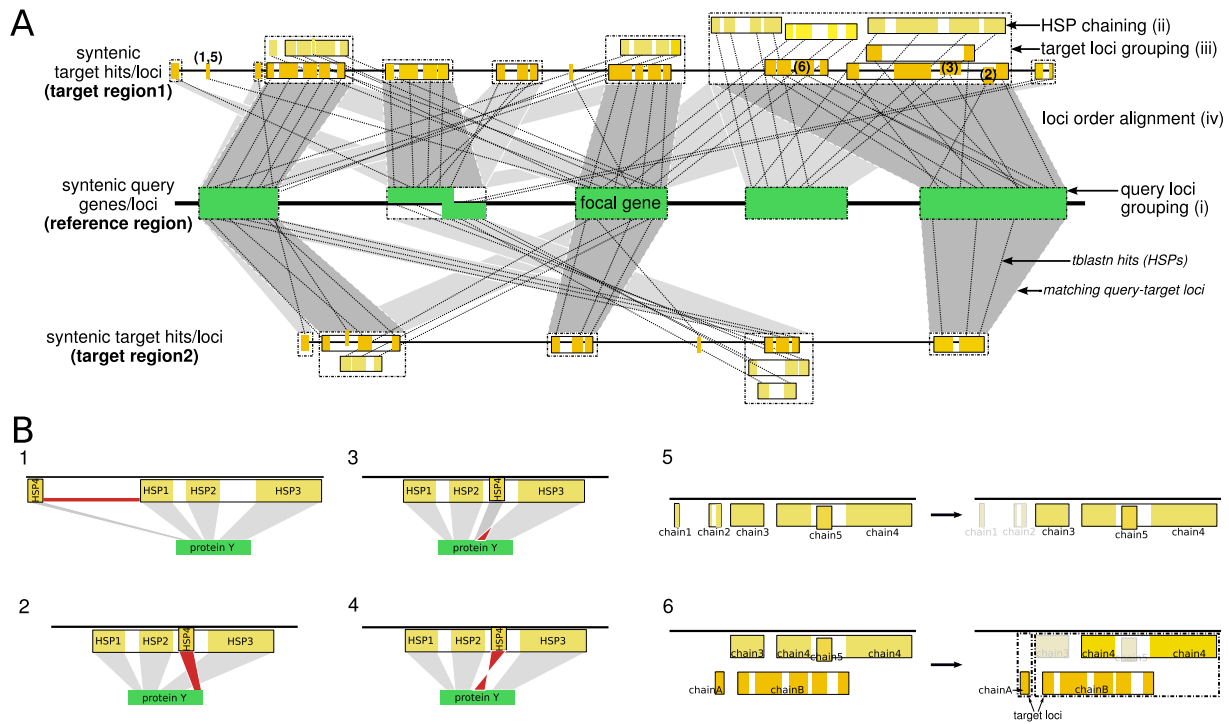 A
syntenic
target hits/loci
(target region1)
(1,5)
(6)
(3)
(2)
HSP chaining (ii)
target loci grouping (iii)
loci order alignment (iv)
syntenic query
genes/loci
(reference region)
focal gene
query loci
grouping (i)
tblastn hits (HSPs)
matching query-target loci
syntenic target hits/loci
(target region2)
B
1
HSP4
HSP1
HSP2
HSP3
protein Y
2
HSP1
HSP2
HSP4
HSP3
protein Y
3
HSP1
HSP2
HSP4
HSP3
protein Y
4
HSP1
HSP2
HSP4
HSP3
protein Y
5
chain1
chain2
chain3
chain5
chain4
chain1
chain2
chain3
chain5
chain4
6
chain3
chain4
chain5
chain4
chainA
chainB
chain3
chain4
chain5
chain4
chainA
chainB
target loci